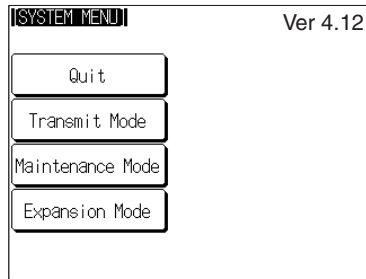 [SYSTEM MENU]
Ver 4.12
Quit
Transmit Mode
Maintenance Mode
Expansion Mode